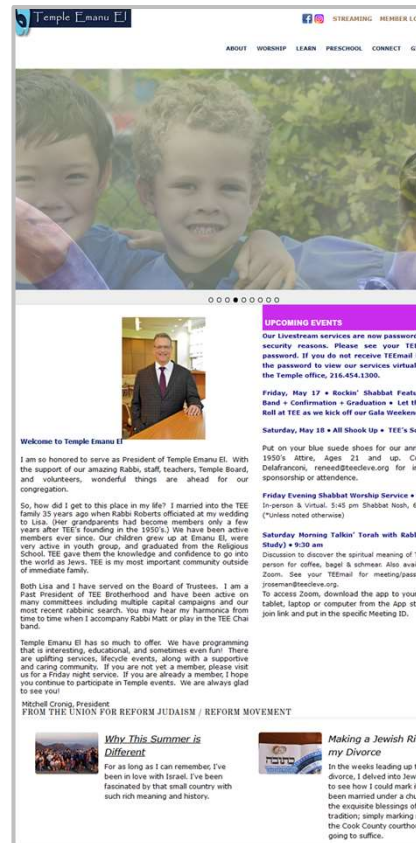 Temple Emanu El
STREAMING MEMBER LO
ABOUT WORSHIP LEARN PRESCHOOL CONNECT G
UPCOMING EVENTS
Our Livestream services are now password
security reasons. Please see your TEE
password. If you do not receive TEEmail
the password to view our services virtual
the Temple office, 216.454.1300.
Friday, May 17 • Rockin' Shabbat Featu
Band + Confirmation + Graduation • Let th
Roll at TEE as we kick off our Gala Weekend
Saturday, May 18 • All Shook Up • TEE's Su
Put on your blue suede shoes for our ann
1950's Attire, Ages 21 and up. C
Delafranconi, reneed@teecleve.org for i
sponsorship or attendence.
Friday Evening Shabbat Worship Service •
In-person & Virtual. 5:45 pm Shabbat Nosh, 6
(*Unless noted otherwise)
Saturday Morning Talkin' Torah with Rabb
Study) • 9:30 am
Discussion to discover the spiritual meaning of
person for coffee, bagel & schmear. Also avai
Zoom. See your TEEmail for meeting/pass
jroseman@teecleve.org.
To access Zoom, download the app to your
tablet, laptop or computer from the App st
join link and put in the specific Meeting ID.
Welcome to Temple Emanu El
I am so honored to serve as President of Temple Emanu El. With
the support of our amazing Rabbi, staff, teachers, Temple Board,
and volunteers, wonderful things are ahead for our
congregation.
So, how did I get to this place in my life? I married into the TEE
family 35 years ago when Rabbi Roberts officiated at my wedding
to Lisa. (Her grandparents had become members only a few
years after TEE's founding in the 1950's.) We have been active
members ever since. Our children grew up at Emanu El, were
very active in youth group, and graduated from the Religious
School. TEE gave them the knowledge and confidence to go into
the world as Jews. TEE is my most important community outside
of immediate family.
Both Lisa and I have served on the Board of Trustees. I am a
Past President of TEE Brotherhood and have been active on
many committees including multiple capital campaigns and our
most recent rabbinic search. You may hear my harmonica from
time to time when I accompany Rabbi Matt or play in the TEE Chai
band.
Temple Emanu El has so much to offer. We have programming
that is interesting, educational, and sometimes even fun! There
are uplifting services, lifecycle events, along with a supportive
and caring community. If you are not yet a member, please visit
us for a Friday night service. If you are already a member, I hope
you continue to participate in Temple events. We are always glad
to see you!
Mitchell Cronig, President
FROM THE UNION FOR REFORM JUDAISM / REFORM MOVEMENT
Why This Summer is
Different
For as long as I can remember, I've
been in love with Israel. I've been
fascinated by that small country with
such rich meaning and history.
Making a Jewish Ri
my Divorce
In the weeks leading up t
divorce, I delved into Jew
to see how I could mark i
been married under a chu
the exquisite blessings of
tradition; simply marking
the Cook County courthou
going to suffice.